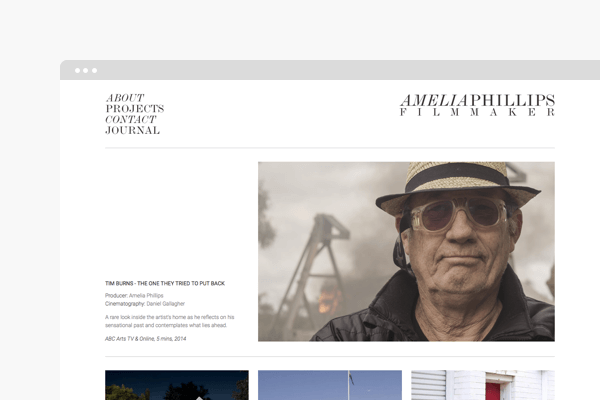 ABOUT
PROJECTS
CONTACT
JOURNAL
AMELIAPHILLIPS
FILMMAKER
TIM BURNS - THE ONE THEY TRIED TO PUT BACK
Producer: Amelia Phillips
Cinematography: Daniel Gallagher
A rare look inside the artist's home as he reflects on his
sensational past and contemplates what lies ahead.
ABC Arts TV & Online, 5 mins, 2014